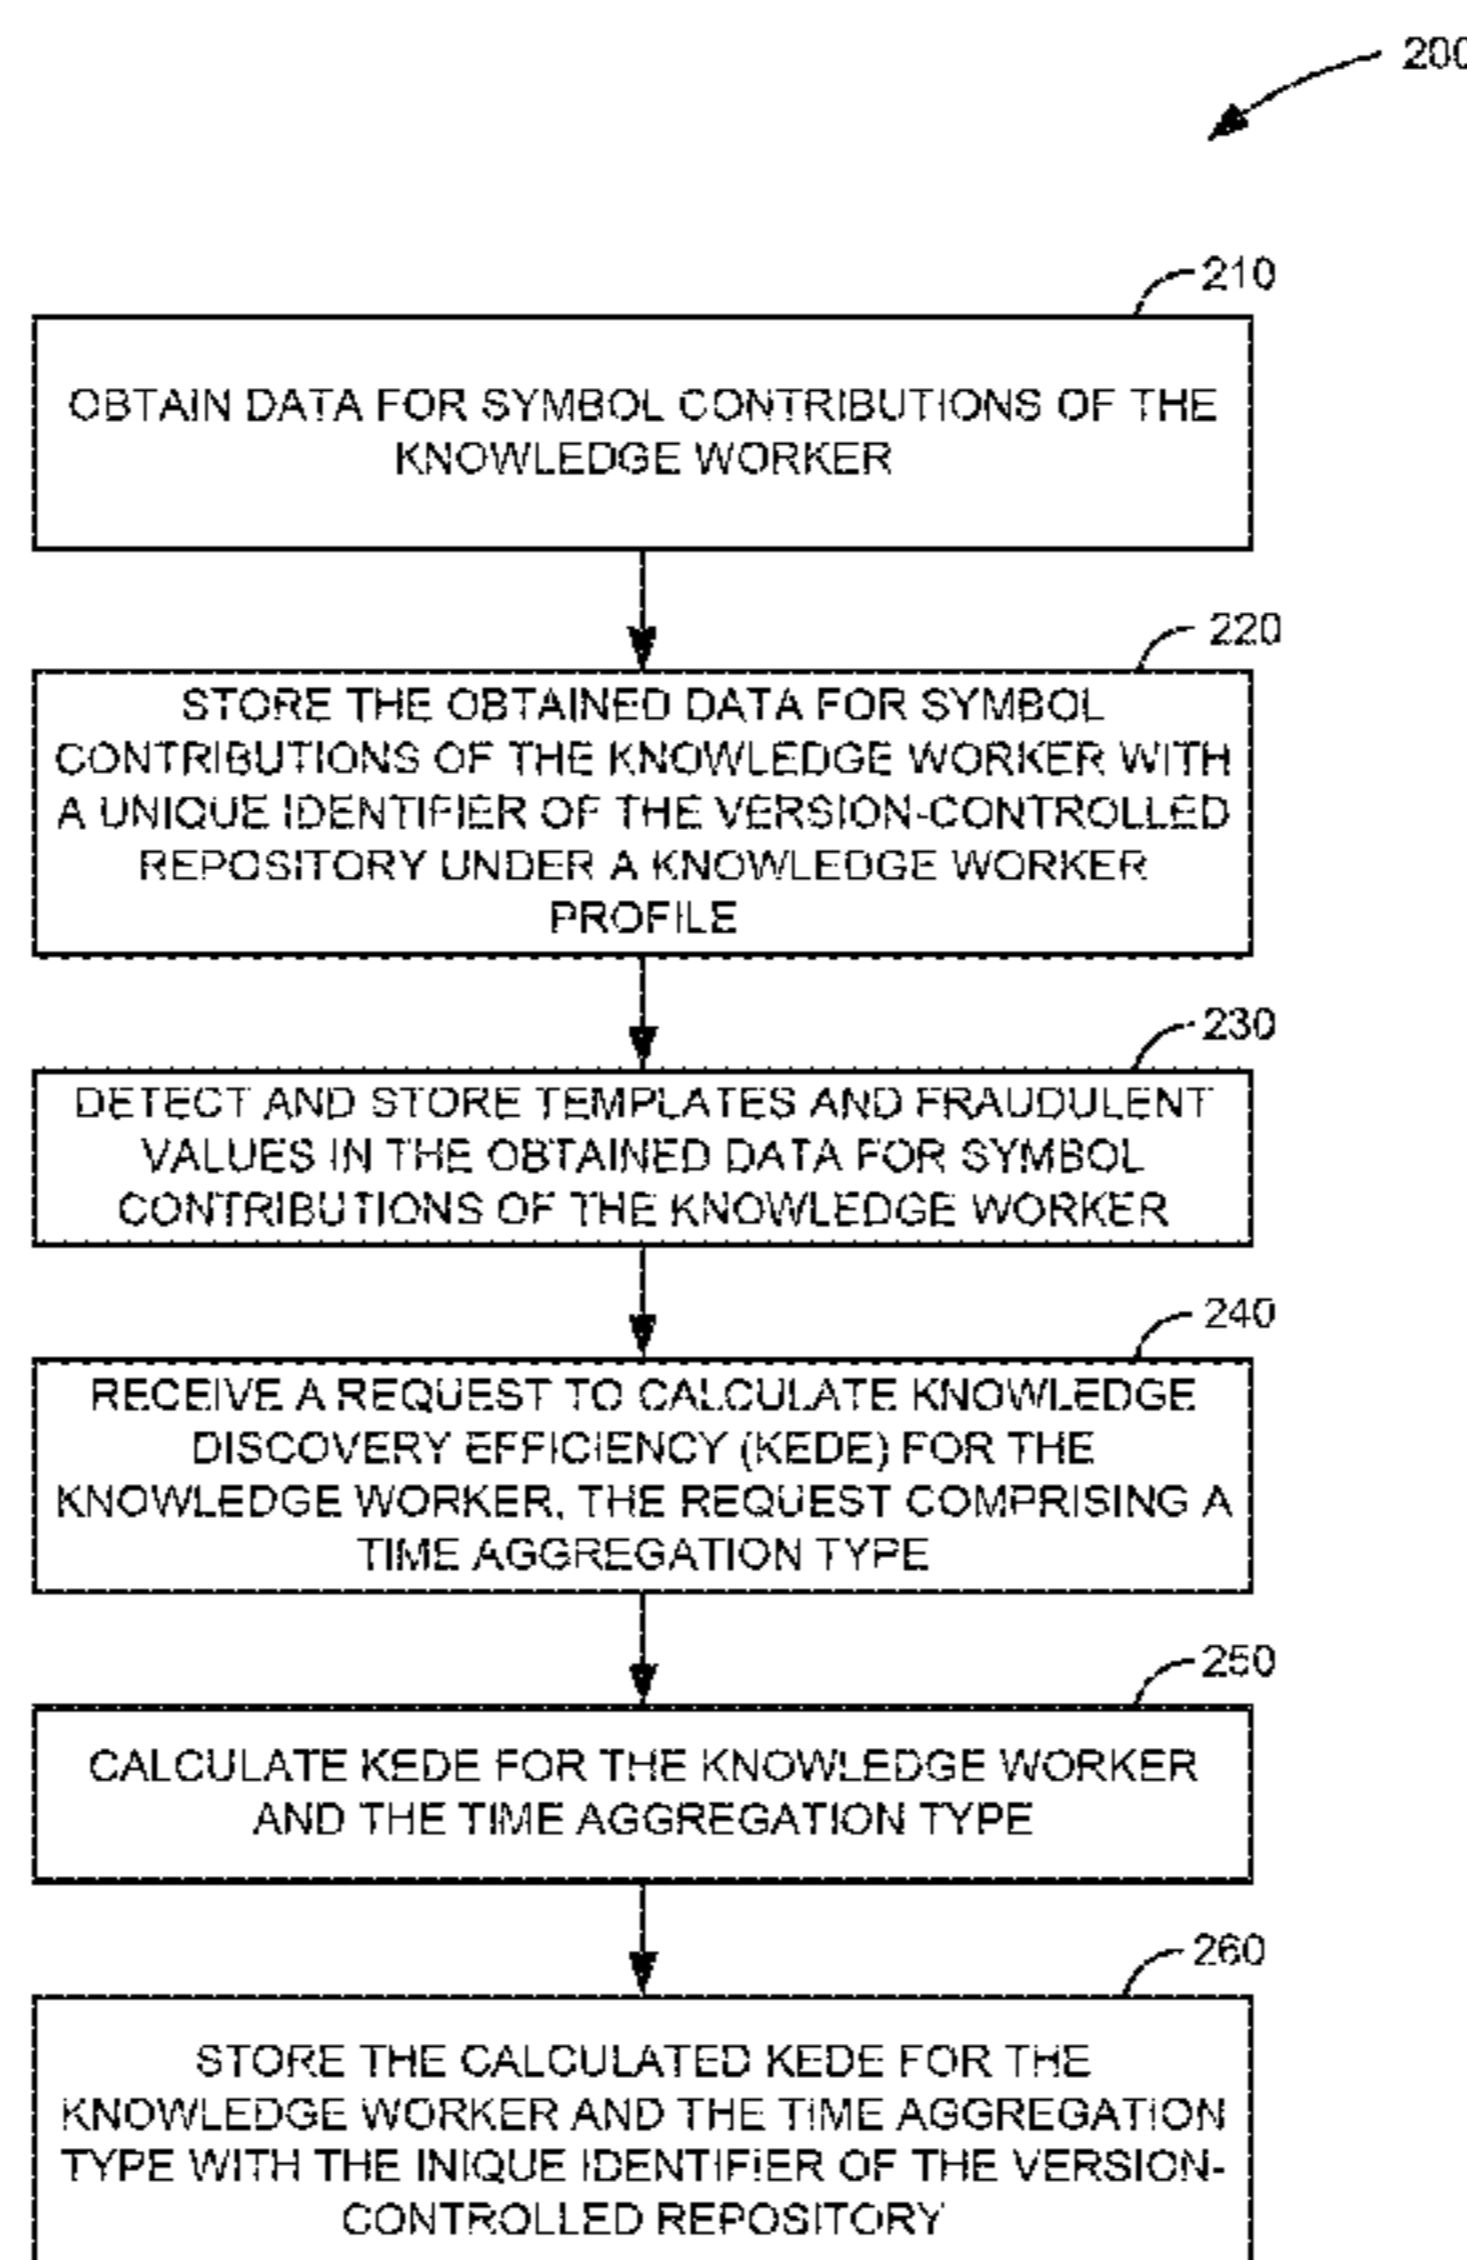 200
210
OBTAIN DATA FOR SYMBOL CONTRIBUTIONS OF THE
KNOWLEDGE WORKER
220
STORE THE OBTAINED DATA FOR SYMBOL
CONTRIBUTIONS OF THE KNOWLEDGE WORKER WITH
A UNIQUE IDENTIFIER OF THE VERSION-CONTROLLED
REPOSITORY UNDER A KNOWLEDGE WORKER
PROFILE
230
DETECT AND STORE TEMPLATES AND FRAUDULENT
VALUES IN THE OBTAINED DATA FOR SYMBOL
CONTRIBUTIONS OF THE KNOWLEDGE WORKER
240
RECEIVE A REQUEST TO CALCULATE KNOWLEDGE
DISCOVERY EFFICIENCY (KEDE) FOR THE
KNOWLEDGE WORKER, THE REQUEST COMPRISING A
TIME AGGREGATION TYPE
250
CALCULATE KEDE FOR THE KNOWLEDGE WORKER
AND THE TIME AGGREGATION TYPE
260
STORE THE CALCULATED KEDE FOR THE
KNOWLEDGE WORKER AND THE TIME AGGREGATION
TYPE WITH THE INIQUE IDENTIFIER OF THE VERSION-
CONTROLLED REPOSITORY